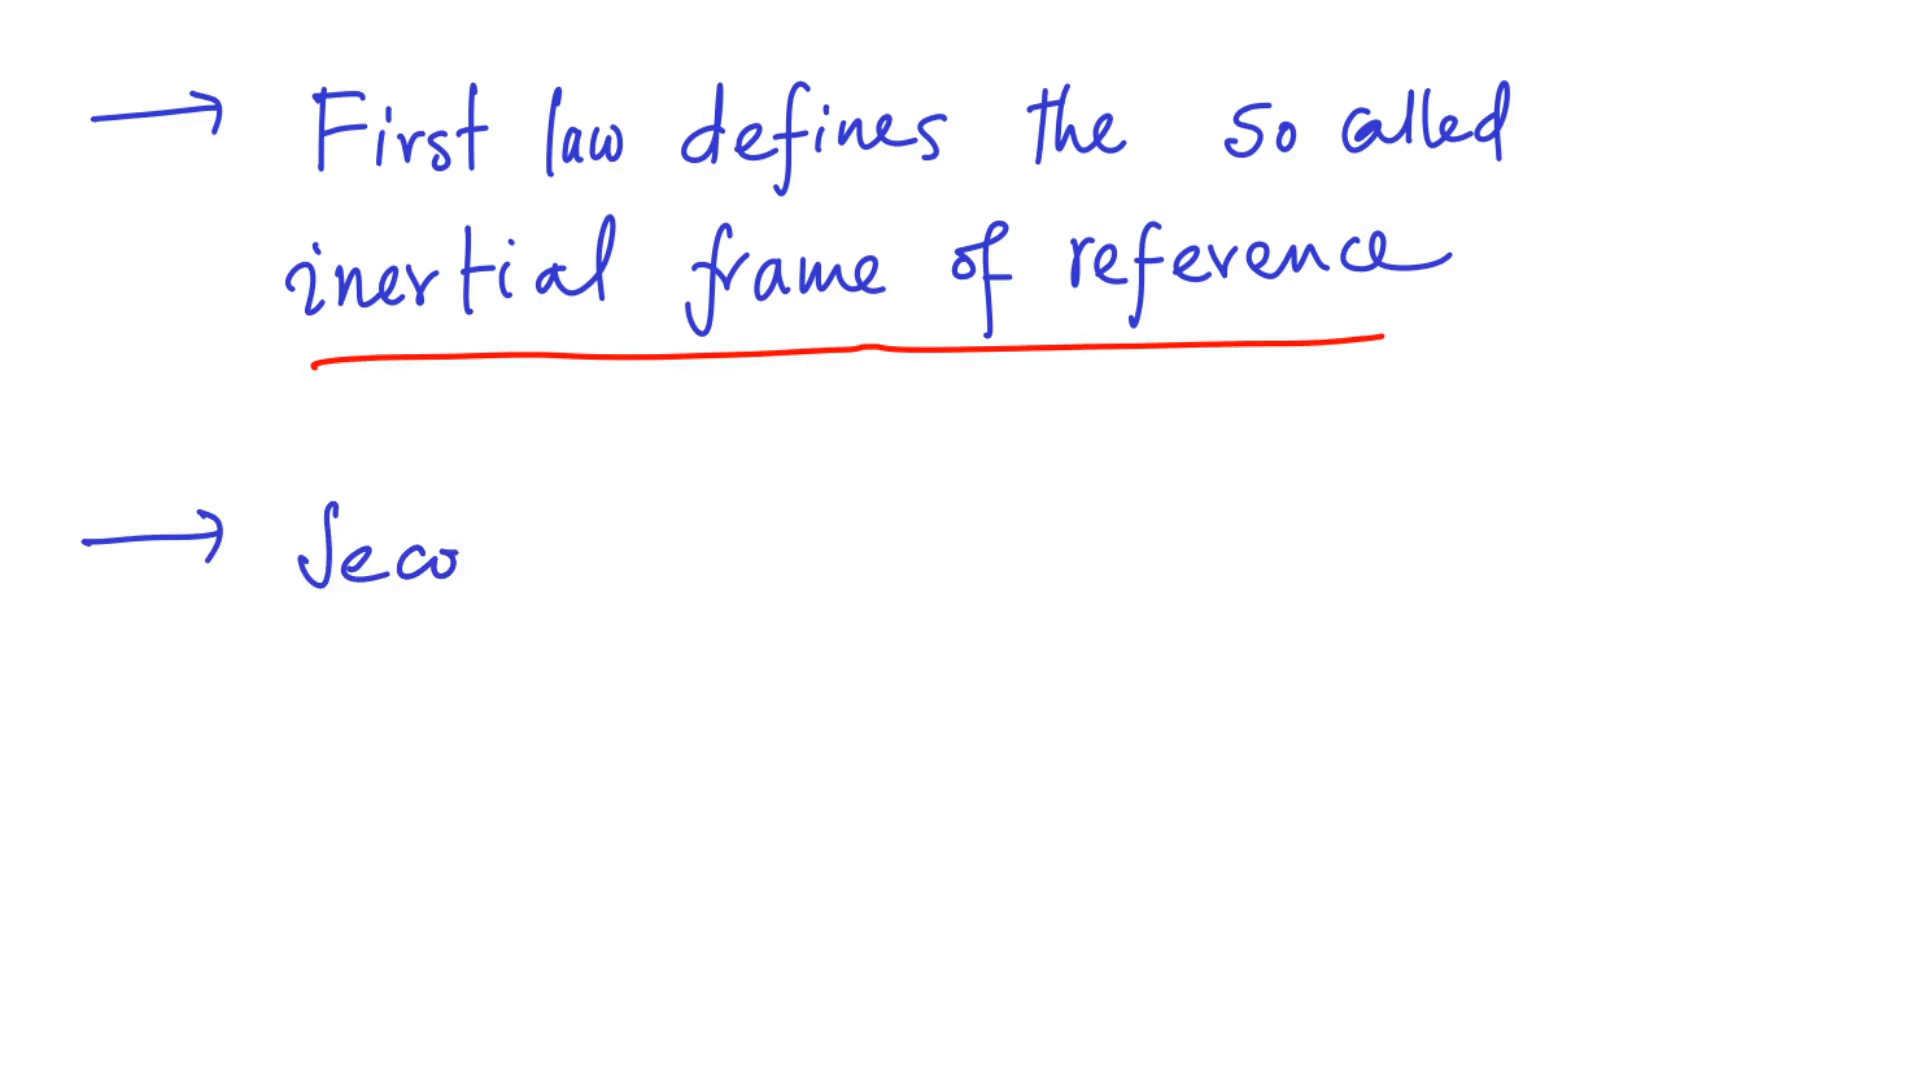 → First law defines the so called
inertial frame of reference
→ Seco